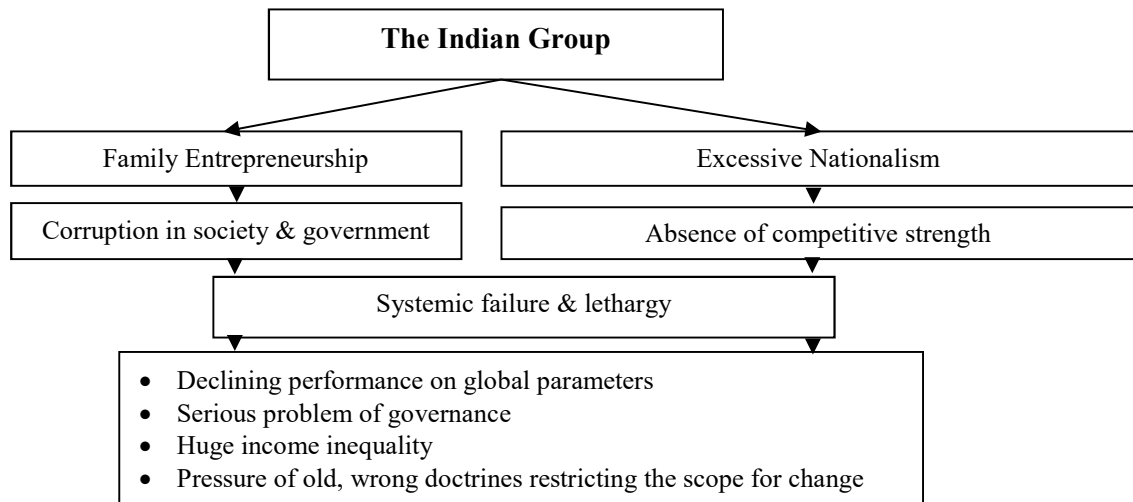 The Indian Group
Family Entrepreneurship
Excessive Nationalism
Corruption in society & government
Absence of competitive strength
Systemic failure & lethargy
• Declining performance on global parameters
• Serious problem of governance
• Huge income inequality
• Pressure of old, wrong doctrines restricting the scope for change